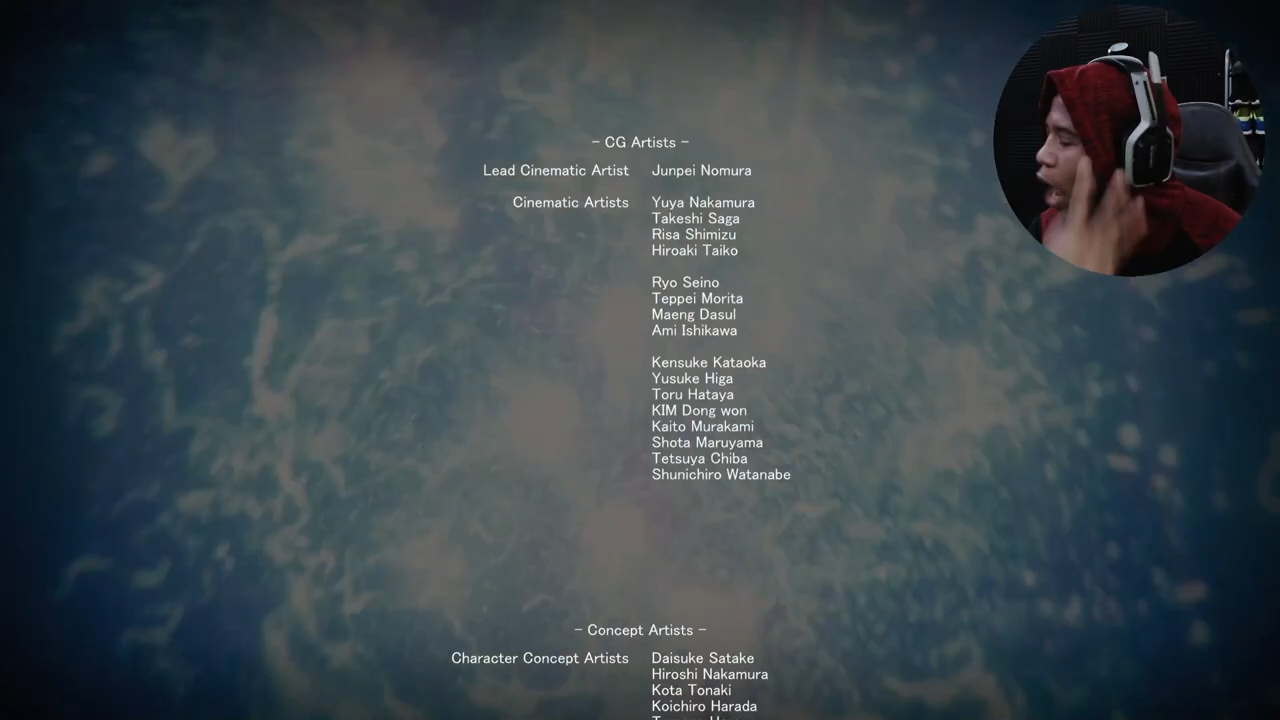 - CG Artists -
Lead Cinematic Artist Junpei Nomura
Cinematic Artists Yuya Nakamura
Takeshi Saga
Risa Shimizu
Hiroaki Taiko
Ryo Seino
Teppei Morita
Maeng Dasul
Ami Ishikawa
Kensuke Kataoka
Yusuke Higa
Toru Hataya
KIM Dong won
Kaito Murakami
Shota Maruyama
Tetsuya Chiba
Shunichiro Watanabe
- Concept Artists -
Character Concept Artists Daisuke Satake
Hiroshi Nakamura
Kota Tonaki
Koichiro Harada